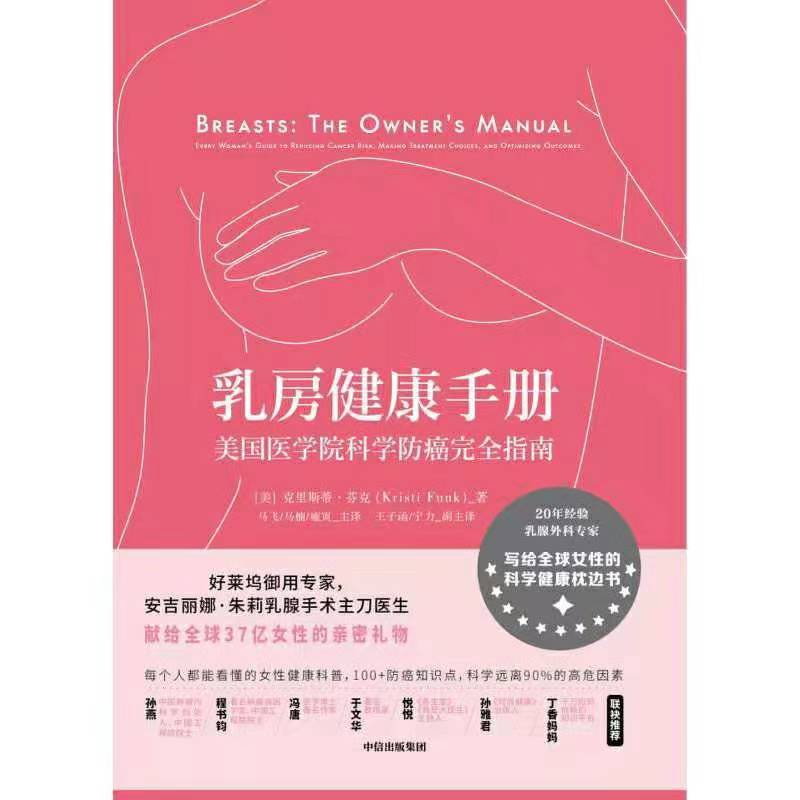 BREASTS: THE OWNER'S MANUAL
EVERY WOMAN'S GUIDE TO REDUCING CANCER RISK, MAKING TREATMENT CHOICES, AND OPTIMIZING OUTCOMES
乳房健康手册
美国医学院科学防癌完全指南
[美] 克里斯蒂·芬克 (Kristi Funk)_著
马飞/马楠/ _主译 王子函/宁力_副主译
20年经验
乳腺外科专家
写给全球女性的
科学健康枕边书
好莱坞御用专家，
安吉丽娜·朱莉乳腺手术主刀医生
献给全球37亿女性的亲密礼物
每个人都能看懂的女性健康科普，100+防癌知识点，科学远离90%的高危因素
孙燕
程书钧
冯唐
于文华
悦悦
孙雅君
丁香妈妈
联袂推荐
中信出版集团